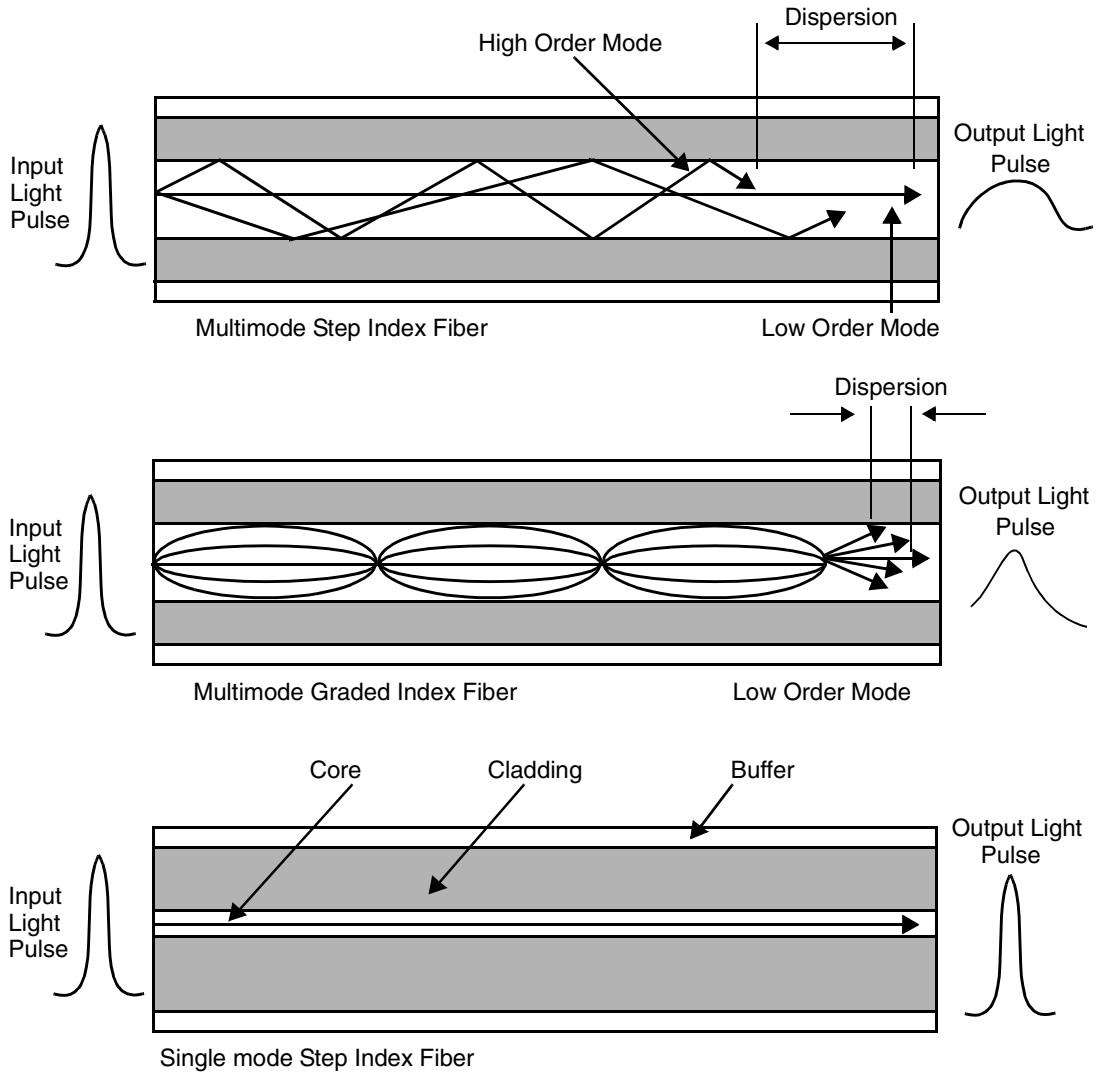 Dispersion
High Order Mode
Input
Light
Pulse
Output Light
Pulse
Multimode Step Index Fiber
Low Order Mode
Dispersion
Input
Light
Pulse
Output Light
Pulse
Multimode Graded Index Fiber
Low Order Mode
Core
Cladding
Buffer
Input
Light
Pulse
Output Light
Pulse
Single mode Step Index Fiber